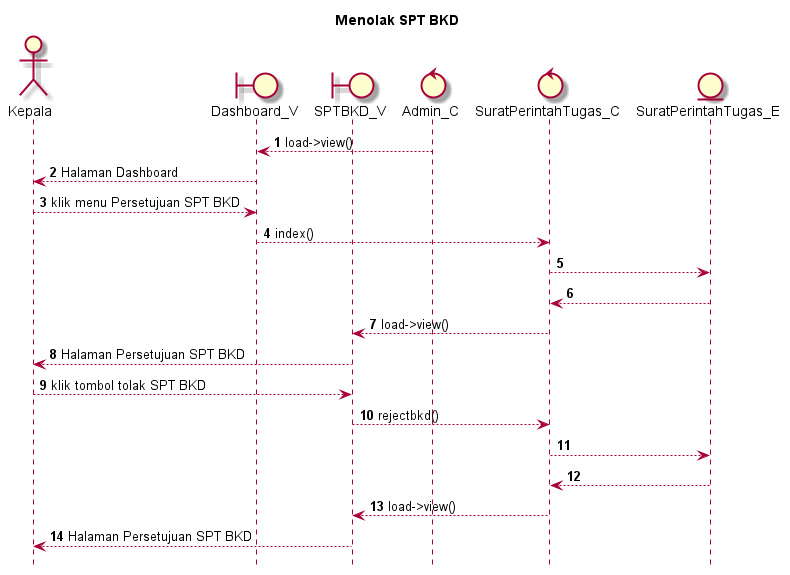 Menolak SPT BKD
Kepala Dashboard_V SPTBKD_V Admin_C SuratPerintahTugas_C SuratPerintahTugas_E
1 load->view()
2 Halaman Dashboard
3 klik menu Persetujuan SPT BKD
4 index()
5
6
7 load->view()
8 Halaman Persetujuan SPT BKD
9 klik tombol tolak SPT BKD
10 rejectbkd()
11
12
13 load->view()
14 Halaman Persetujuan SPT BKD